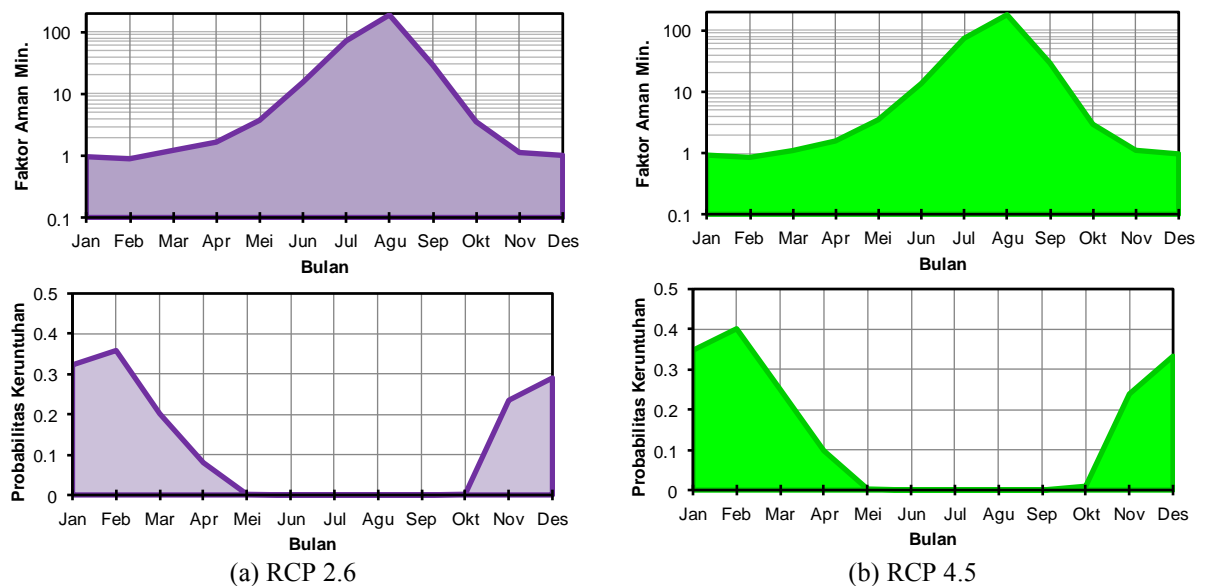 Faktor Aman Min.
100
10
1
0.1
Jan Feb Mar Apr Mei Jun Jul Agu Sep Okt Nov Des
Bulan
Probabilitas Keruntuhan
0.5
0.4
0.3
0.2
0.1
0
Jan Feb Mar Apr Mei Jun Jul Agu Sep Okt Nov Des
Bulan
(a) RCP 2.6
Faktor Aman Min.
100
10
1
0.1
Jan Feb Mar Apr Mei Jun Jul Agu Sep Okt Nov Des
Bulan
Probabilitas Keruntuhan
0.5
0.4
0.3
0.2
0.1
0
Jan Feb Mar Apr Mei Jun Jul Agu Sep Okt Nov Des
Bulan
(b) RCP 4.5